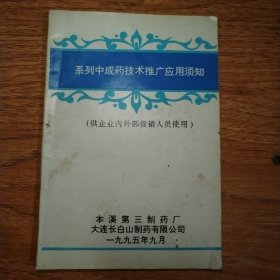 系列中成药技术推广应用须知
(供企业内外部营销人员使用)
本溪第三制药厂
大连长白山制药有限公司
一九九五年九月